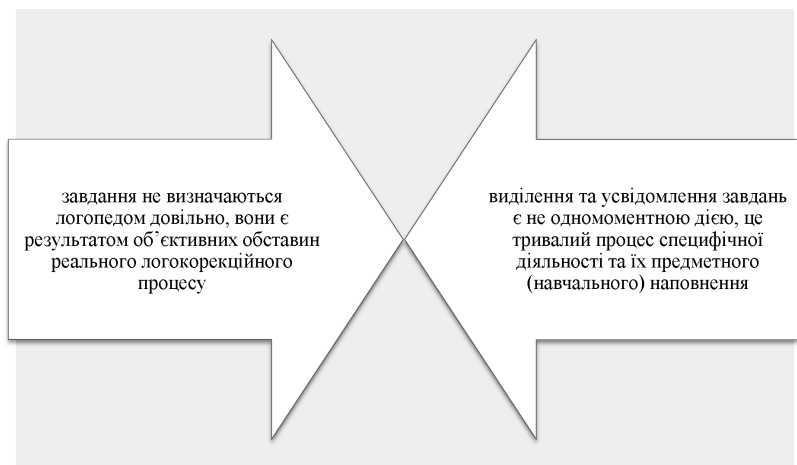 завдання не визначаються
логопедом довільно, вони є
результатом об’єктивних обставин
реального логокорекційного
процесу
виділення та усвідомлення завдань
є не одномоментною дією, це
тривалий процес специфічної
діяльності та їх предметного
(навчального) наповнення